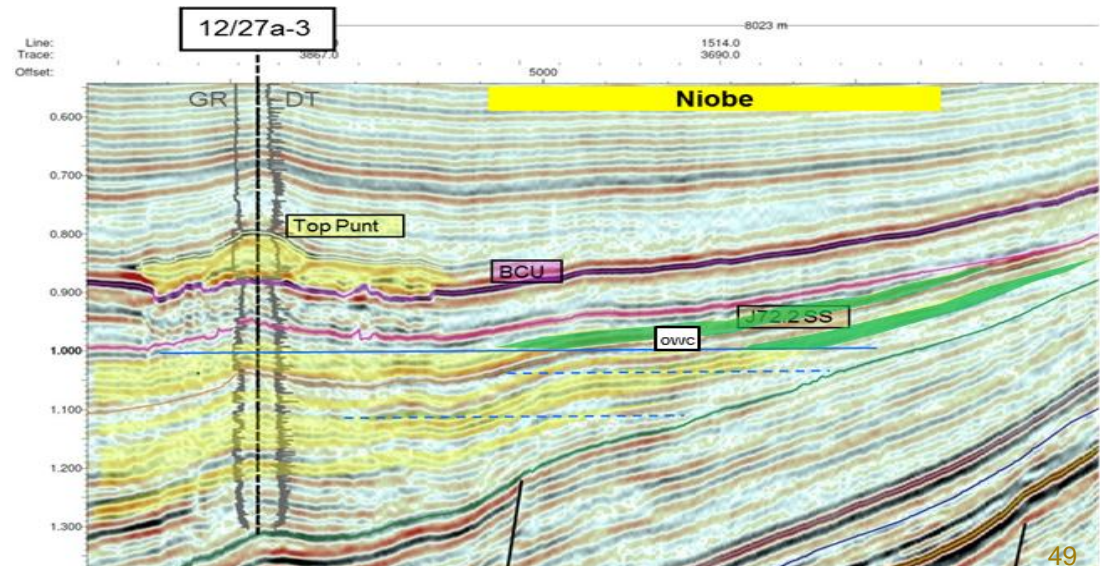 12/27a-3
8023 m
Line:
1514.0
Trace:
3867.0
3690.0
Offset:
5000
GR
DT
Niobe
0.600
0.700
Top Punt
0.800
BCU
0.900
J72.2 SS
OWC
1.000
1.100
1.200
1.300
49